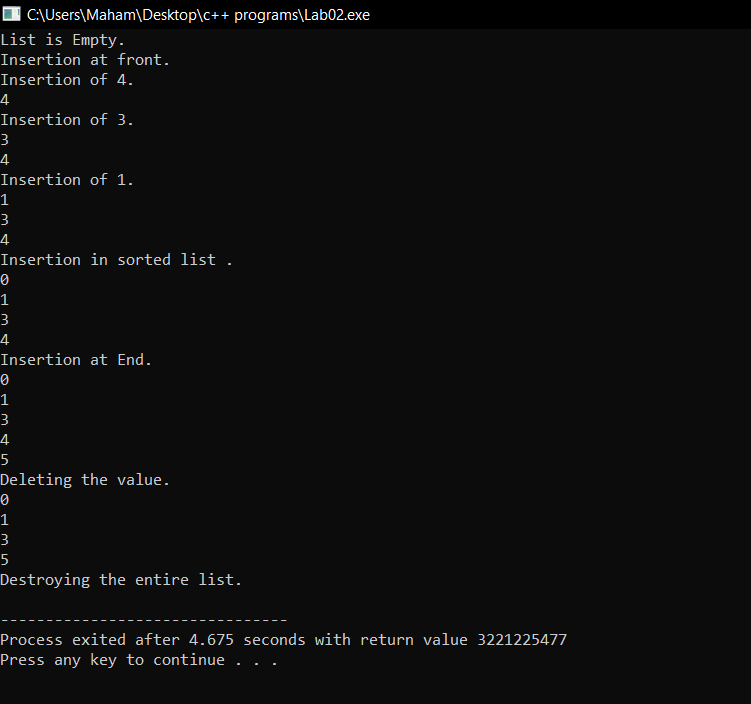 C:\Users\Maham\Desktop\c++ programs\Lab02.exe
List is Empty.
Insertion at front.
Insertion of 4.
4
Insertion of 3.
3
4
Insertion of 1.
1
3
4
Insertion in sorted list .
0
1
3
4
Insertion at End.
0
1
3
4
5
Deleting the value.
0
1
3
5
Destroying the entire list.
--------------------------------
Process exited after 4.675 seconds with return value 3221225477
Press any key to continue . . .